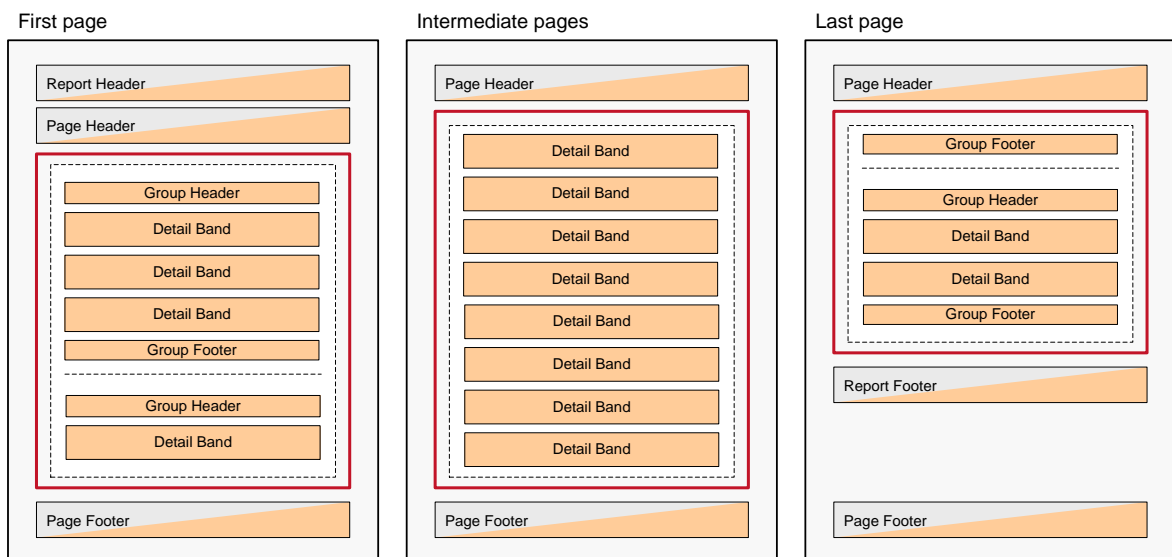 First page
Report Header
Page Header
Group Header
Detail Band
Detail Band
Detail Band
Group Footer
Group Header
Detail Band
Page Footer
Intermediate pages
Page Header
Detail Band
Detail Band
Detail Band
Detail Band
Detail Band
Detail Band
Detail Band
Detail Band
Page Footer
Last page
Page Header
Group Footer
Group Header
Detail Band
Detail Band
Group Footer
Report Footer
Page Footer